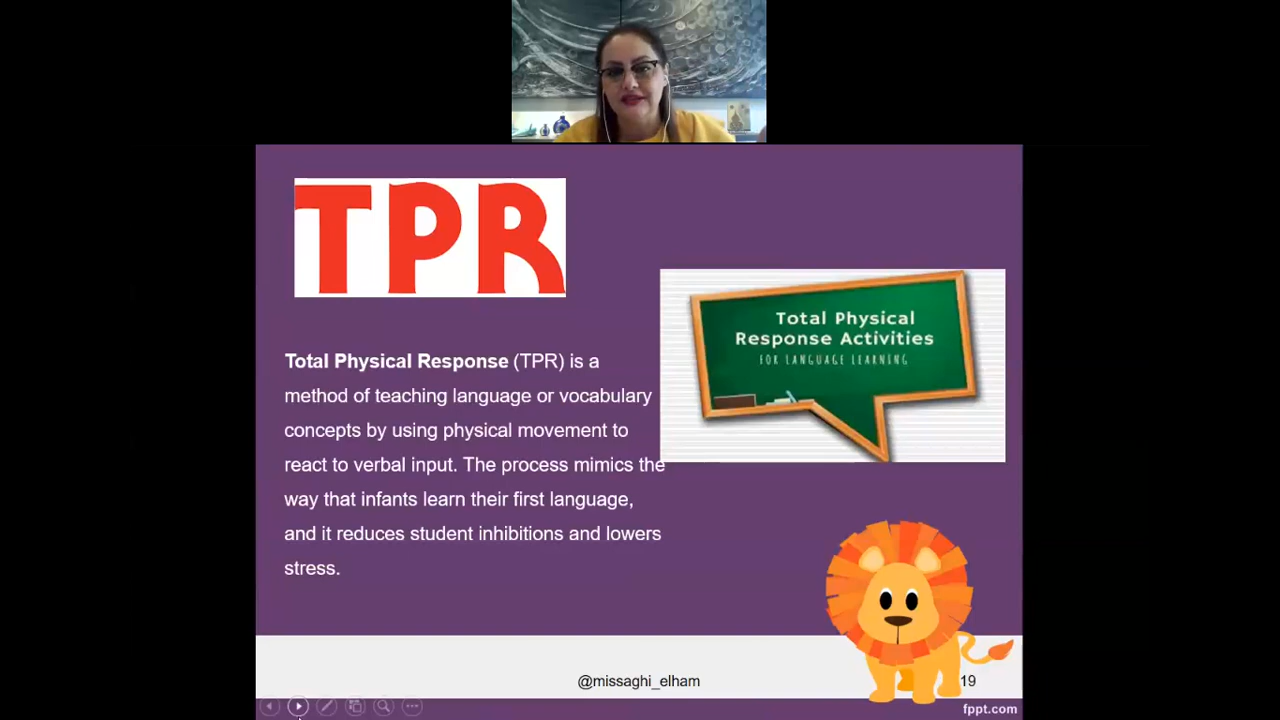 TPR
Total Physical
Response Activities
FOR LANGUAGE LEARNING
Total Physical Response (TPR) is a
method of teaching language or vocabulary
concepts by using physical movement to
react to verbal input. The process mimics the
way that infants learn their first language,
and it reduces student inhibitions and lowers
stress.
@missaghi_elham
19
fppt.com